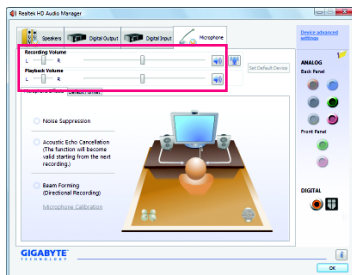 Realtek HD Audio Manager
Speakers
Digital Output
Digital Input
Microphone
Device advanced
settings
Recording Volume
L
R
Set Default Device
Playback Volume
L
R
ANALOG
Back Panel
Noise Suppression
Acoustic Echo Cancellation
(The function will become
valid starting from the next
recording.)
Front Panel
Beam Forming
(Directional Recording)
Microphone Calibration
DIGITAL
GIGABYTE
TECHNOLOGY
OK